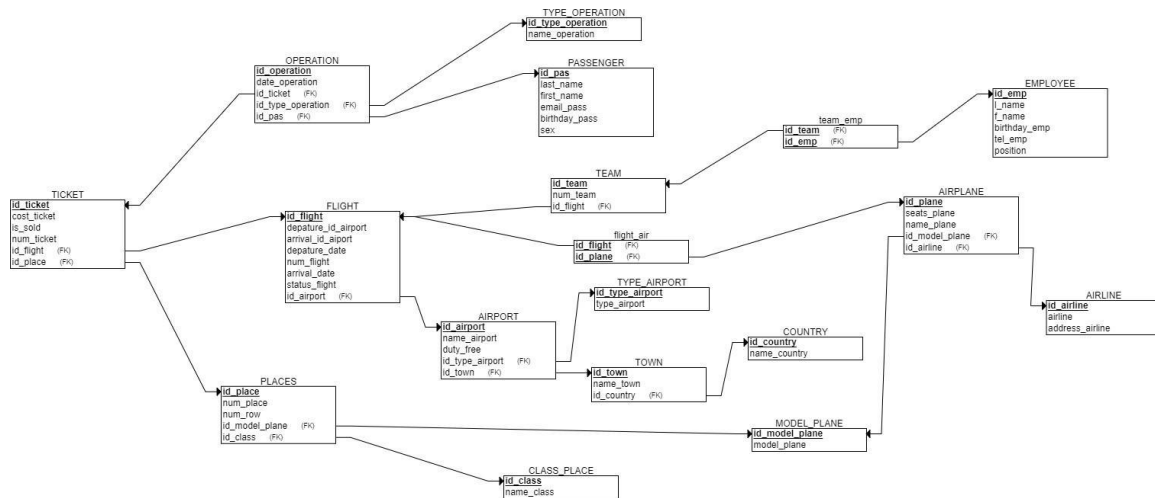 TYPE_OPERATION
id_type_operation
name_operation
OPERATION
id_operation
date_operation
id_ticket (FK)
id_type_operation (FK)
id_pas (FK)
PASSENGER
id_pas
last_name
first_name
email_pass
birthday_pass
sex
EMPLOYEE
id_emp
l_name
f_name
birthday_emp
tel_emp
position
team_emp
id_team (FK)
id_emp (FK)
TICKET
id_ticket
cost_ticket
is_sold
num_ticket
id_flight (FK)
id_place (FK)
FLIGHT
id_flight
depature_id_airport
arrival_id_aiport
depature_date
num_flight
arrival_date
status_flight
id_airport (FK)
TEAM
id_team
num_team
id_flight (FK)
flight_air
id_flight (FK)
id_plane (FK)
AIRPLANE
id_plane
seats_plane
name_plane
id_model_plane (FK)
id_airline (FK)
TYPE_AIRPORT
id_type_airport
type_airport
AIRLINE
id_airline
airline
address_airline
AIRPORT
id_airport
name_airport
duty_free
id_type_airport (FK)
id_town (FK)
COUNTRY
id_country
name_country
TOWN
id_town
name_town
id_country (FK)
PLACES
id_place
num_place
num_row
id_model_plane (FK)
id_class (FK)
MODEL_PLANE
id_model_plane
model_plane
CLASS_PLACE
id_class
name_class